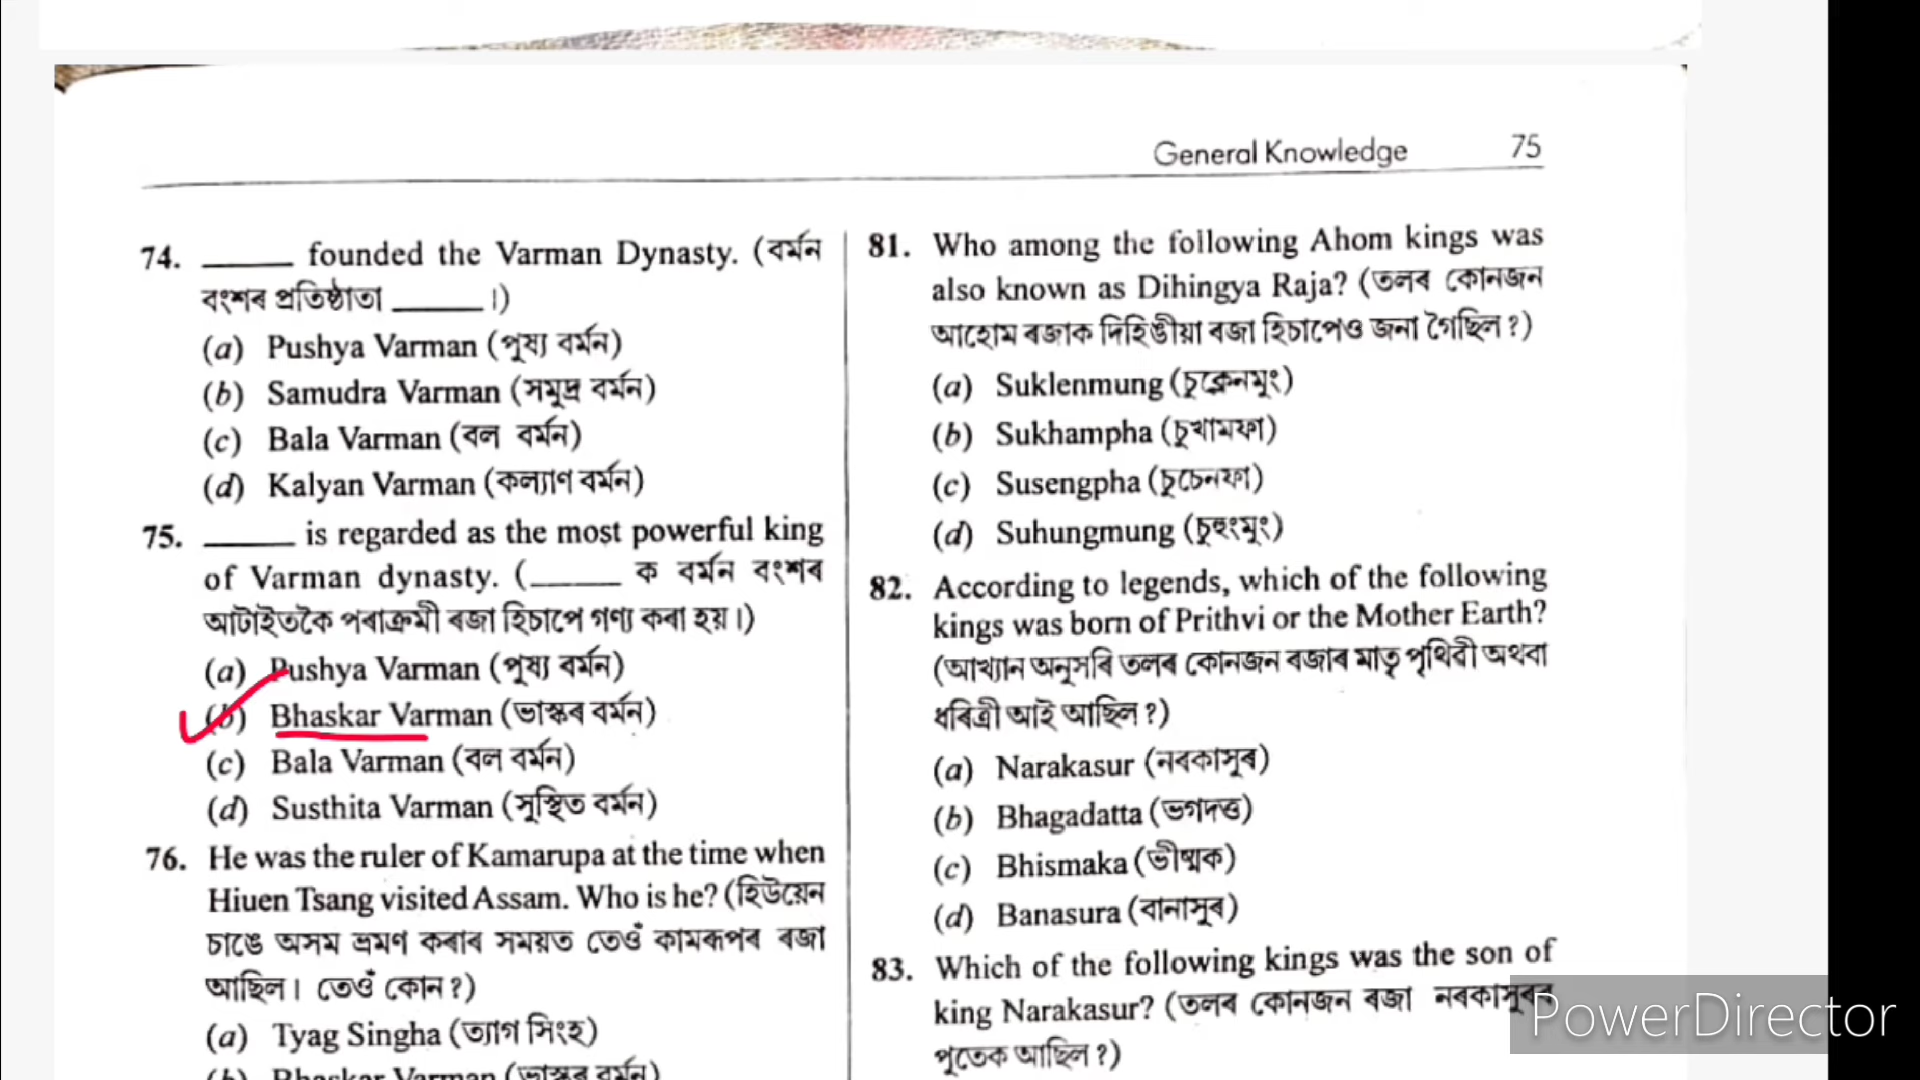 General Knowledge 75
74. ______ founded the Varman Dynasty. (বৰ্মন
বংশৰ প্ৰতিষ্ঠাতা ______ ।)
(a) Pushya Varman (পুষ্য বৰ্মন)
(b) Samudra Varman (সমুদ্ৰ বৰ্মন)
(c) Bala Varman (বল বৰ্মন)
(d) Kalyan Varman (কল্যাণ বৰ্মন)
75. ______ is regarded as the most powerful king
of Varman dynasty. (______ ক বৰ্মন বংশৰ
আটাইতকৈ পৰাক্ৰমী ৰজা হিচাপে গণ্য কৰা হয়।)
(a) Pushya Varman (পুষ্য বৰ্মন)
(b) Bhaskar Varman (ভাস্কৰ বৰ্মন)
(c) Bala Varman (বল বৰ্মন)
(d) Susthita Varman (সুস্থিত বৰ্মন)
76. He was the ruler of Kamarupa at the time when
Hiuen Tsang visited Assam. Who is he? (হিউয়েন
চাঙে অসম ভ্ৰমণ কৰাৰ সময়ত তেওঁ কামৰূপৰ ৰজা
আছিল। তেওঁ কোন?)
(a) Tyag Singha (ত্যাগ সিংহ)
(b) Bhaskar Varman (ভাস্কৰ বৰ্মন)
81. Who among the following Ahom kings was
also known as Dihingya Raja? (তলৰ কোনজন
আহোম ৰজাক দিহিঙীয়া ৰজা হিচাপেও জনা গৈছিল?)
(a) Suklenmung (চুক্লেনমুং)
(b) Sukhampha (চুখামফা)
(c) Susengpha (চুচেনফা)
(d) Suhungmung (চুহুংমুং)
82. According to legends, which of the following
kings was born of Prithvi or the Mother Earth?
(আখ্যান অনুসৰি তলৰ কোনজন ৰজাৰ মাতৃ পৃথিৱী অথবা
ধৰিত্ৰী আই আছিল?)
(a) Narakasur (নৰকাসুৰ)
(b) Bhagadatta (ভগদত্ত)
(c) Bhismaka (ভীষ্মক)
(d) Banasura (বানাসুৰ)
83. Which of the following kings was the son of
king Narakasur? (তলৰ কোনজন ৰজা নৰকাসুৰৰ
পুতেক আছিল?)
PowerDirector